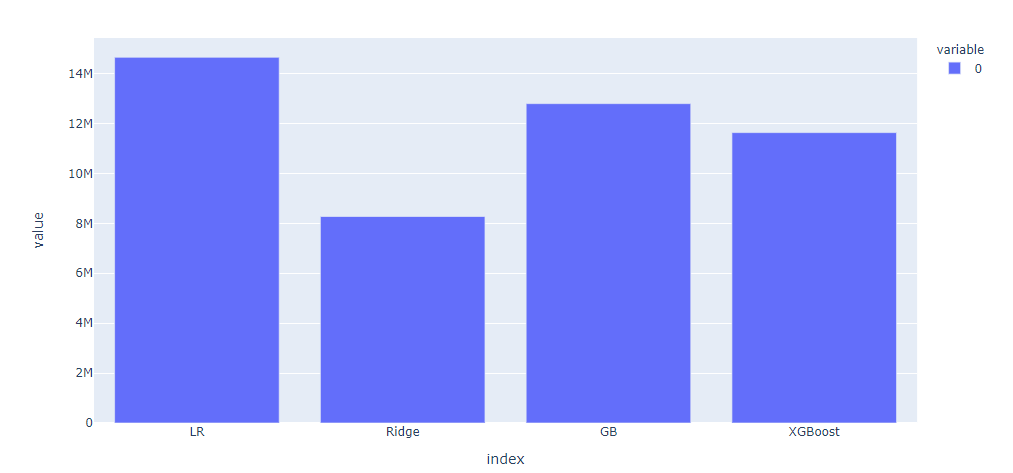 variable
0
14M
12M
10M
8M
6M
4M
2M
0
value
LR
Ridge
GB
XGBoost
index